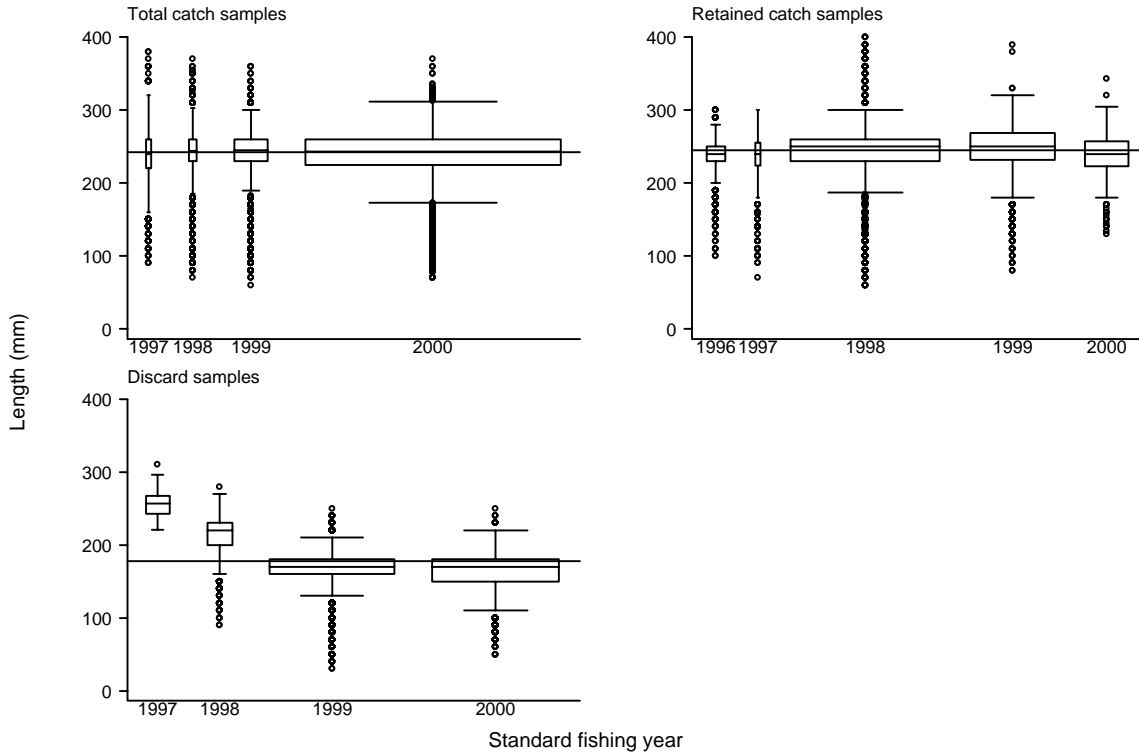 Total catch samples
400
300
200
100
0
1997 1998 1999 2000
Retained catch samples
400
300
200
100
0
1996 1997 1998 1999 2000
Discard samples
400
300
200
100
0
1997 1998 1999 2000
Length (mm)
Standard fishing year